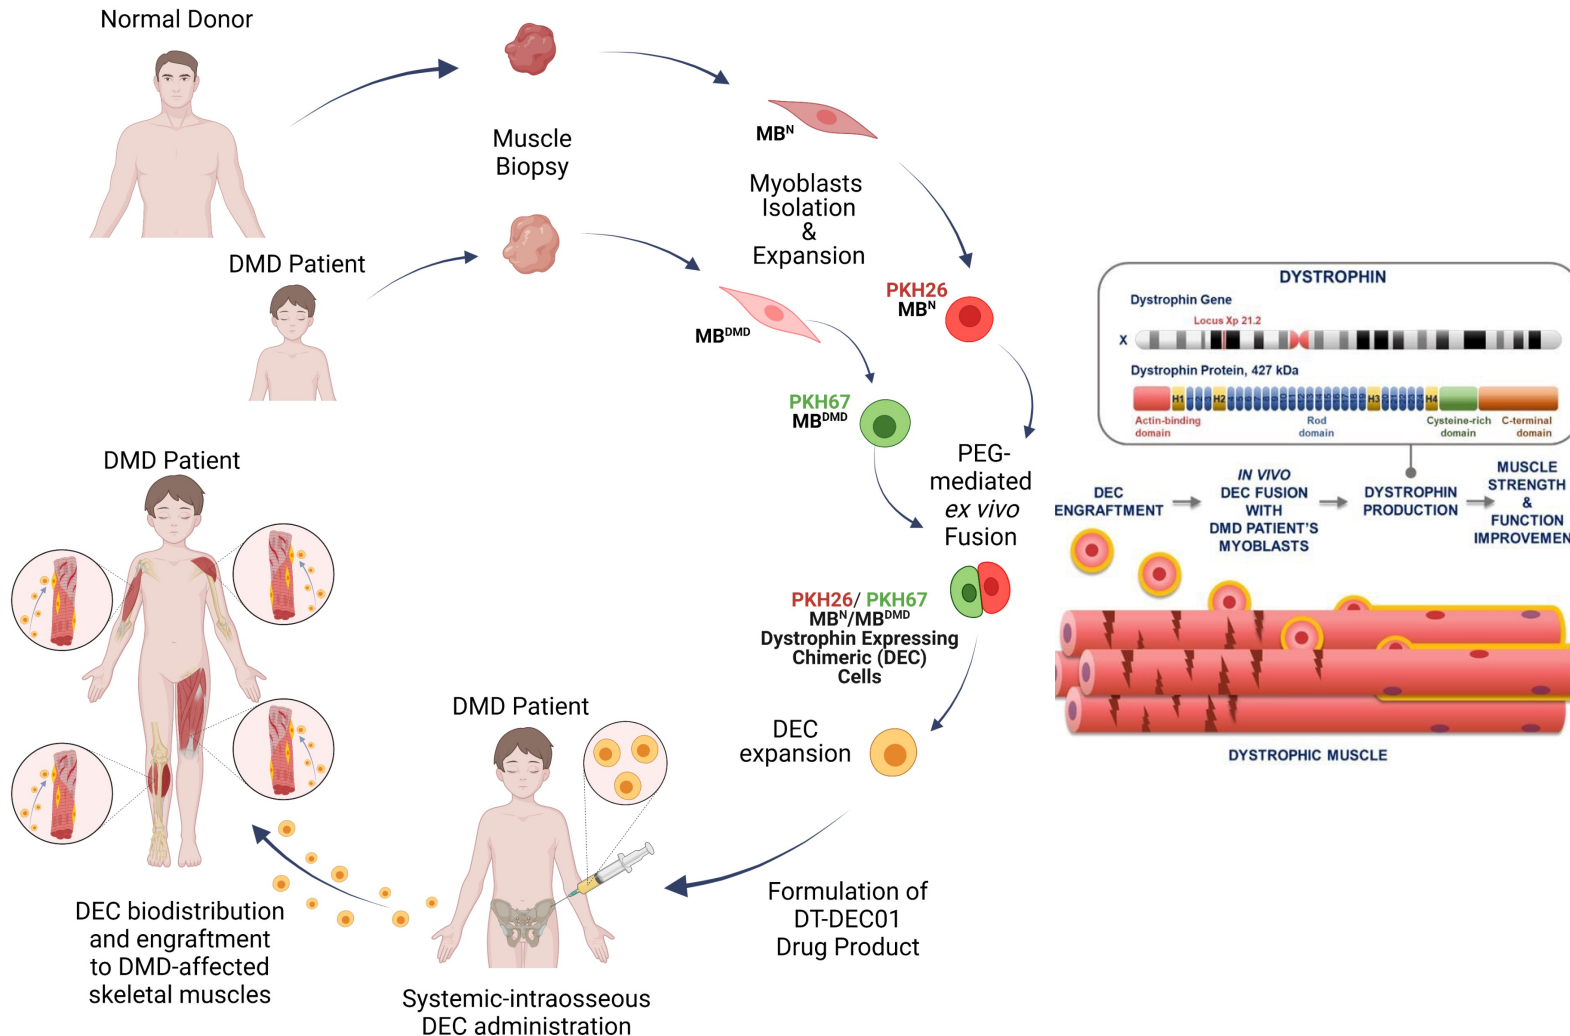 Normal Donor
Muscle
Biopsy
MBᴺ
Myoblasts
Isolation
&
Expansion
DMD Patient
MBᴰᴹᴰ
PKH26
MBᴺ
PKH67
MBᴰᴹᴰ
PEG-
mediated
ex vivo
Fusion
PKH26/ PKH67
MBᴺ/MBᴰᴹᴰ
Dystrophin Expressing
Chimeric (DEC)
Cells
DEC
expansion
Formulation of
DT-DEC01
Drug Product
DMD Patient
Systemic-intraosseous
DEC administration
DMD Patient
DEC biodistribution
and engraftment
to DMD-affected
skeletal muscles
DYSTROPHIN
Dystrophin Gene
Locus Xp 21.2
X
Dystrophin Protein, 427 kDa
H1 H2 H3 H4
Actin-binding
domain
Rod
domain
Cysteine-rich
domain
C-terminal
domain
DEC
ENGRAFTMENT
IN VIVO
DEC FUSION
WITH
DMD PATIENT'S
MYOBLASTS
DYSTROPHIN
PRODUCTION
MUSCLE
STRENGTH
&
FUNCTION
IMPROVEMEN
DYSTROPHIC MUSCLE